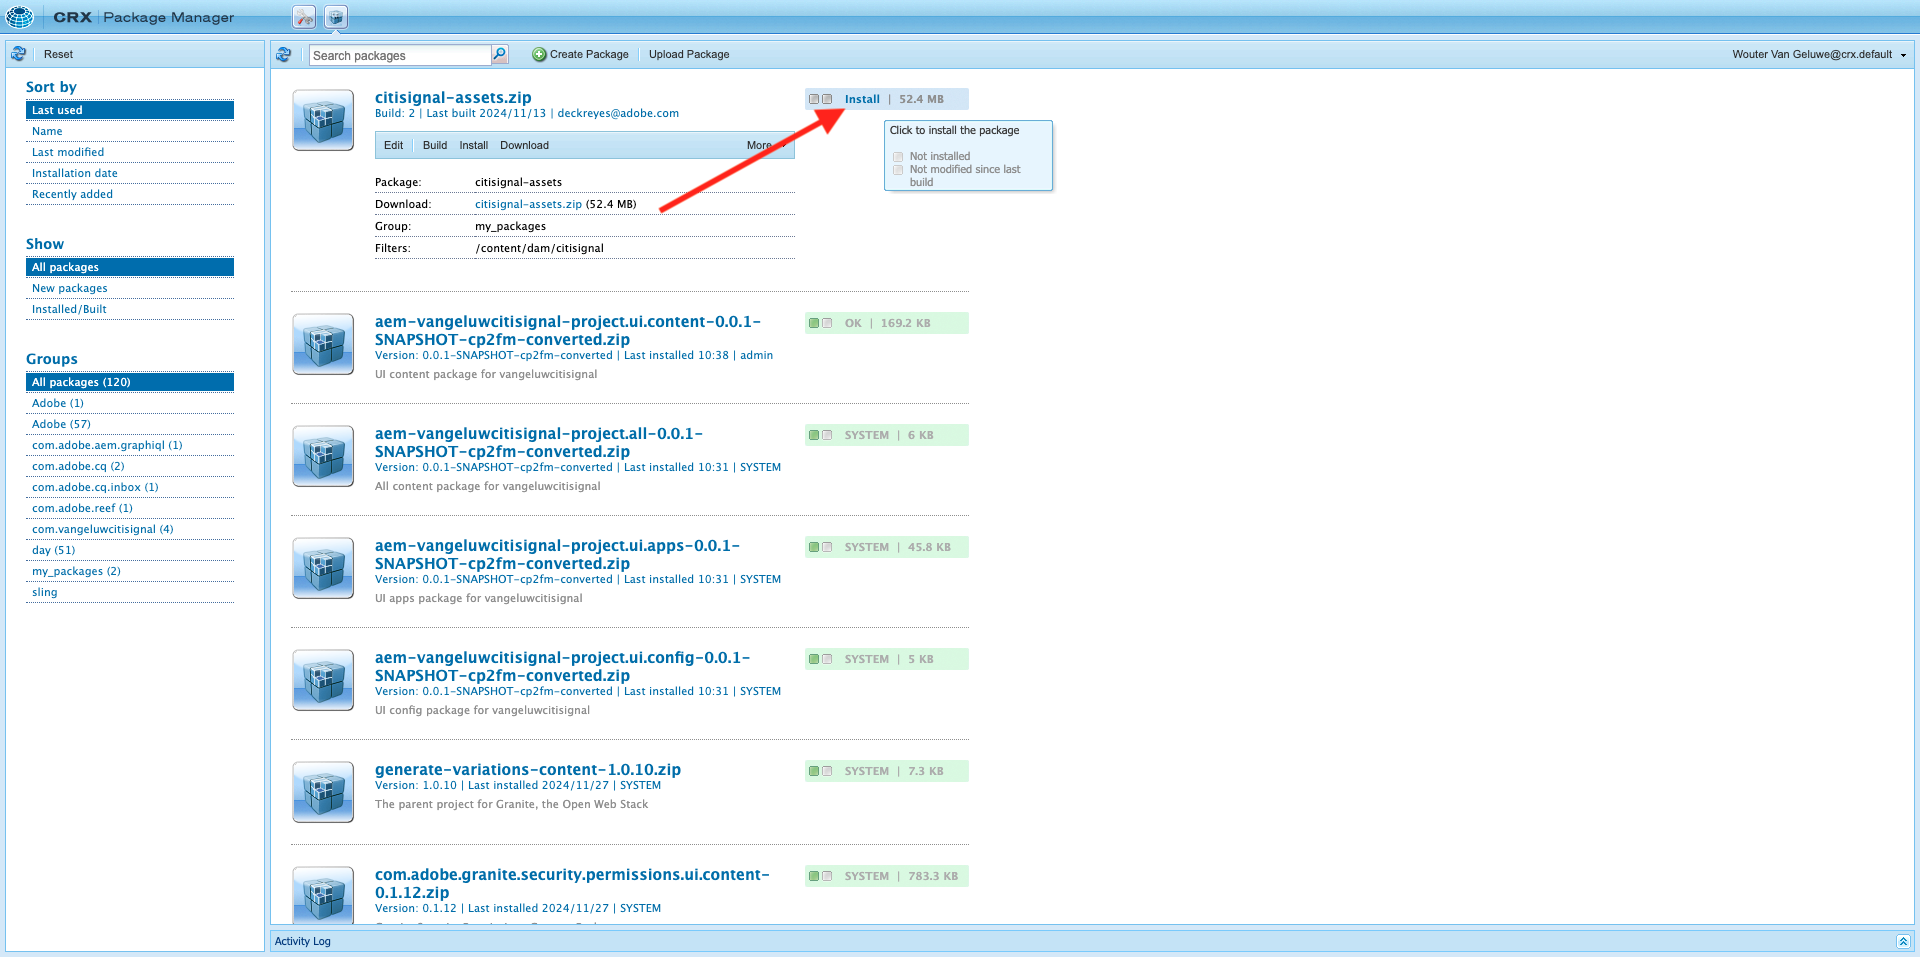 CRX | Package Manager
Reset
Sort by
Last used
Name
Last modified
Installation date
Recently added
Show
All packages
New packages
Installed/Built
Groups
All packages (120)
Adobe (1)
Adobe (57)
com.adobe.aem.graphiql (1)
com.adobe.cq (2)
com.adobe.cq.inbox (1)
com.adobe.reef (1)
com.vangeluwcitisignal (4)
day (51)
my_packages (2)
sling
Search packages
Create Package
Upload Package
Wouter Van Geluwe@crx.default
citisignal-assets.zip
Build: 2 | Last built 2024/11/13 | deckreyes@adobe.com
Install | 52.4 MB
Click to install the package
Not installed
Not modified since last
build
Edit Build Install Download More
Package: citisignal-assets
Download: citisignal-assets.zip (52.4 MB)
Group: my_packages
Filters: /content/dam/citisignal
aem-vangeluwcitisignal-project.ui.content-0.0.1-
SNAPSHOT-cp2fm-converted.zip
Version: 0.0.1-SNAPSHOT-cp2fm-converted | Last installed 10:38 | admin
UI content package for vangeluwcitisignal
OK | 169.2 KB
aem-vangeluwcitisignal-project.all-0.0.1-
SNAPSHOT-cp2fm-converted.zip
Version: 0.0.1-SNAPSHOT-cp2fm-converted | Last installed 10:31 | SYSTEM
All content package for vangeluwcitisignal
SYSTEM | 6 KB
aem-vangeluwcitisignal-project.ui.apps-0.0.1-
SNAPSHOT-cp2fm-converted.zip
Version: 0.0.1-SNAPSHOT-cp2fm-converted | Last installed 10:31 | SYSTEM
UI apps package for vangeluwcitisignal
SYSTEM | 45.8 KB
aem-vangeluwcitisignal-project.ui.config-0.0.1-
SNAPSHOT-cp2fm-converted.zip
Version: 0.0.1-SNAPSHOT-cp2fm-converted | Last installed 10:31 | SYSTEM
UI config package for vangeluwcitisignal
SYSTEM | 5 KB
generate-variations-content-1.0.10.zip
Version: 1.0.10 | Last installed 2024/11/27 | SYSTEM
The parent project for Granite, the Open Web Stack
SYSTEM | 7.3 KB
com.adobe.granite.security.permissions.ui.content-
0.1.12.zip
Version: 0.1.12 | Last installed 2024/11/27 | SYSTEM
SYSTEM | 783.3 KB
Activity Log